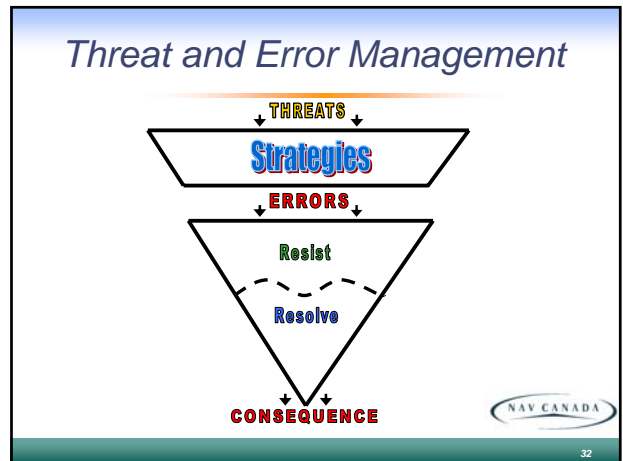 Threat and Error Management
THREATS
Strategies
ERRORS
Resist
Resolve
CONSEQUENCE
NAV CANADA
32